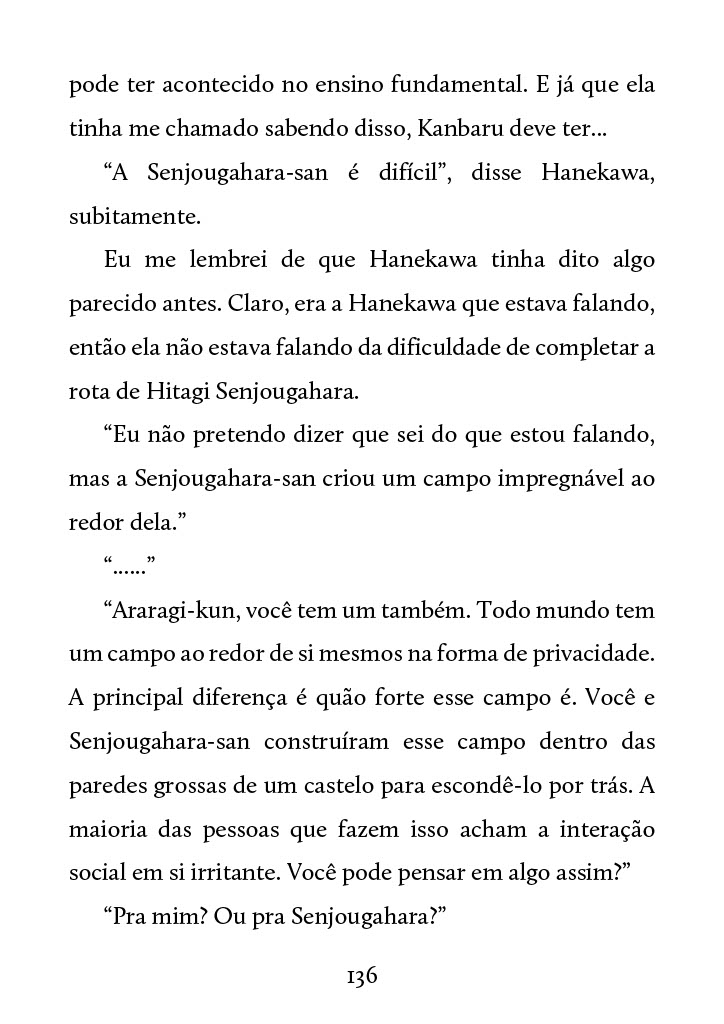 pode ter acontecido no ensino fundamental. E já que ela
tinha me chamado sabendo disso, Kanbaru deve ter...
“A Senjougahara-san é difícil”, disse Hanekawa,
subitamente.
Eu me lembrei de que Hanekawa tinha dito algo
parecido antes. Claro, era a Hanekawa que estava falando,
então ela não estava falando da dificuldade de completar a
rota de Hitagi Senjougahara.
“Eu não pretendo dizer que sei do que estou falando,
mas a Senjougahara-san criou um campo impregnável ao
redor dela.”
“......”
“Araragi-kun, você tem um também. Todo mundo tem
um campo ao redor de si mesmos na forma de privacidade.
A principal diferença é quão forte esse campo é. Você e
Senjougahara-san construíram esse campo dentro das
paredes grossas de um castelo para escondê-lo por trás. A
maioria das pessoas que fazem isso acham a interação
social em si irritante. Você pode pensar em algo assim?”
“Pra mim? Ou pra Senjougahara?”
136